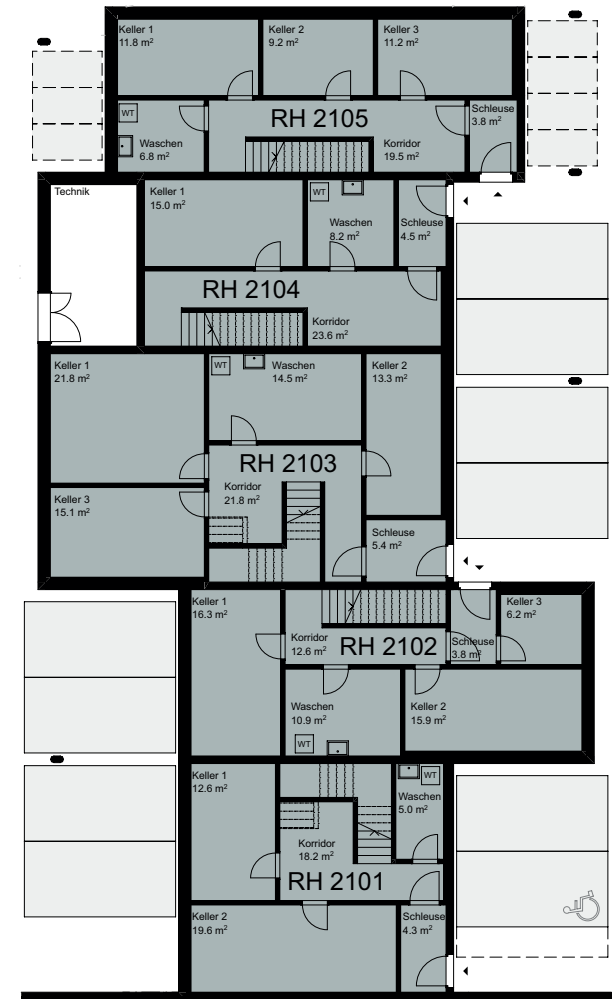 Keller 1
11.8 m²
Keller 2
9.2 m²
Keller 3
11.2 m²
WT
Waschen
6.8 m²
RH 2105
Korridor
19.5 m²
Schleuse
3.8 m²
Technik
Keller 1
15.0 m²
WT
Waschen
8.2 m²
Schleuse
4.5 m²
RH 2104
Korridor
23.6 m²
Keller 1
21.8 m²
WT
Waschen
14.5 m²
Keller 2
13.3 m²
RH 2103
Korridor
21.8 m²
Keller 3
15.1 m²
Schleuse
5.4 m²
Keller 1
16.3 m²
Korridor
12.6 m²
RH 2102
Schleuse
3.8 m²
Keller 3
6.2 m²
Waschen
10.9 m²
WT
Keller 2
15.9 m²
Keller 1
12.6 m²
WT
Waschen
5.0 m²
Korridor
18.2 m²
RH 2101
Keller 2
19.6 m²
Schleuse
4.3 m²